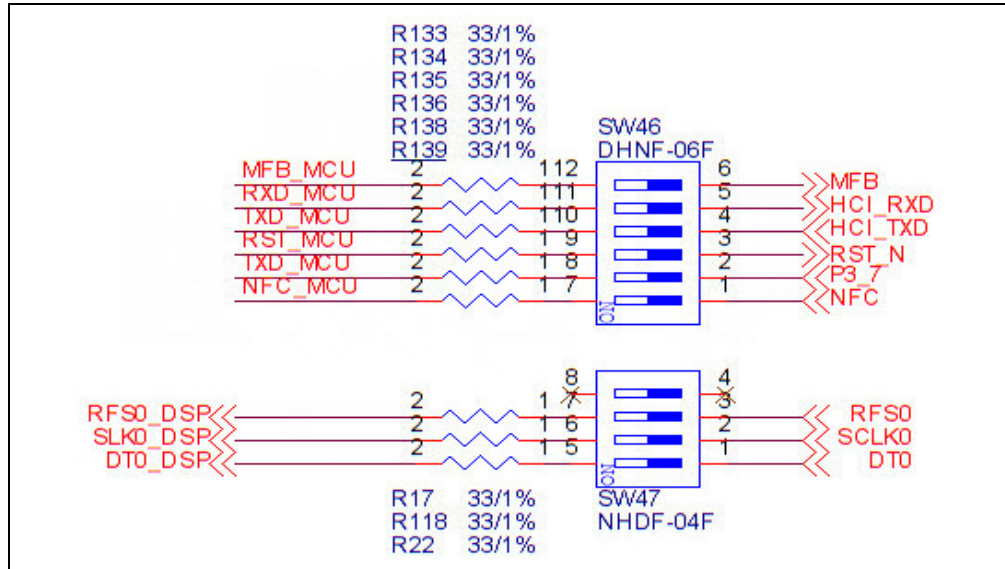 R133 33/1%
R134 33/1%
R135 33/1%
R136 33/1%
R138 33/1%
R139 33/1%
SW46
DHNF-06F
MFB_MCU 2 1 12 6 MFB
RXD_MCU 2 1 11 5 HCI_RXD
TXD_MCU 2 1 10 4 HCI_TXD
RST_MCU 2 1 9 3 RST_N
TXD_MCU 2 1 8 2 P3_7
NFC_MCU 2 1 7 1 NFC
ON
8 4
RFS0_DSP 2 1 7 3 RFS0
SLK0_DSP 2 1 6 2 SCLK0
DT0_DSP 2 1 5 1 DT0
ON
SW47
NHDF-04F
R17 33/1%
R118 33/1%
R22 33/1%